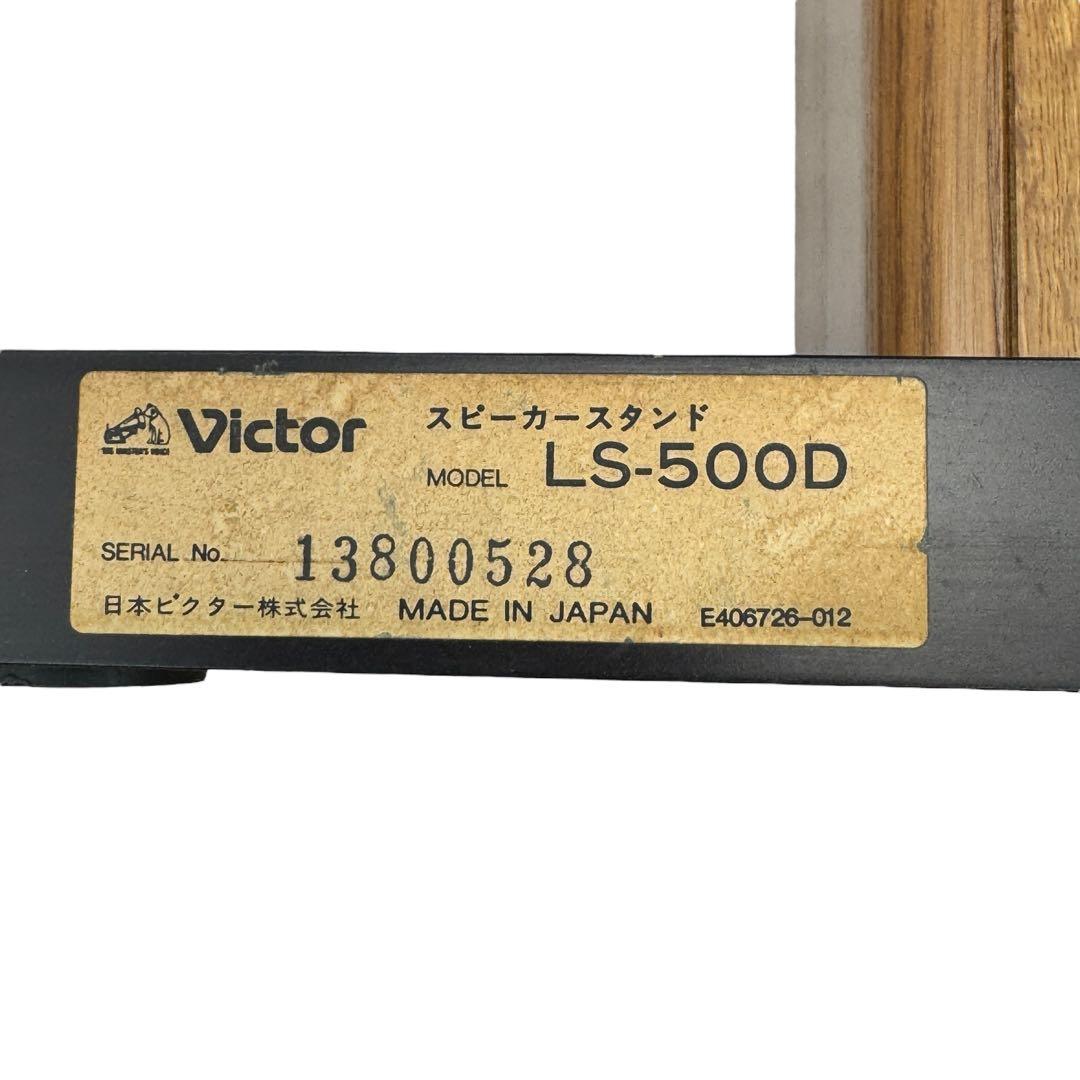 Victor スピーカースタンド
MODEL LS-500D
SERIAL No. 13800528
日本ビクター株式会社 MADE IN JAPAN E406726-012